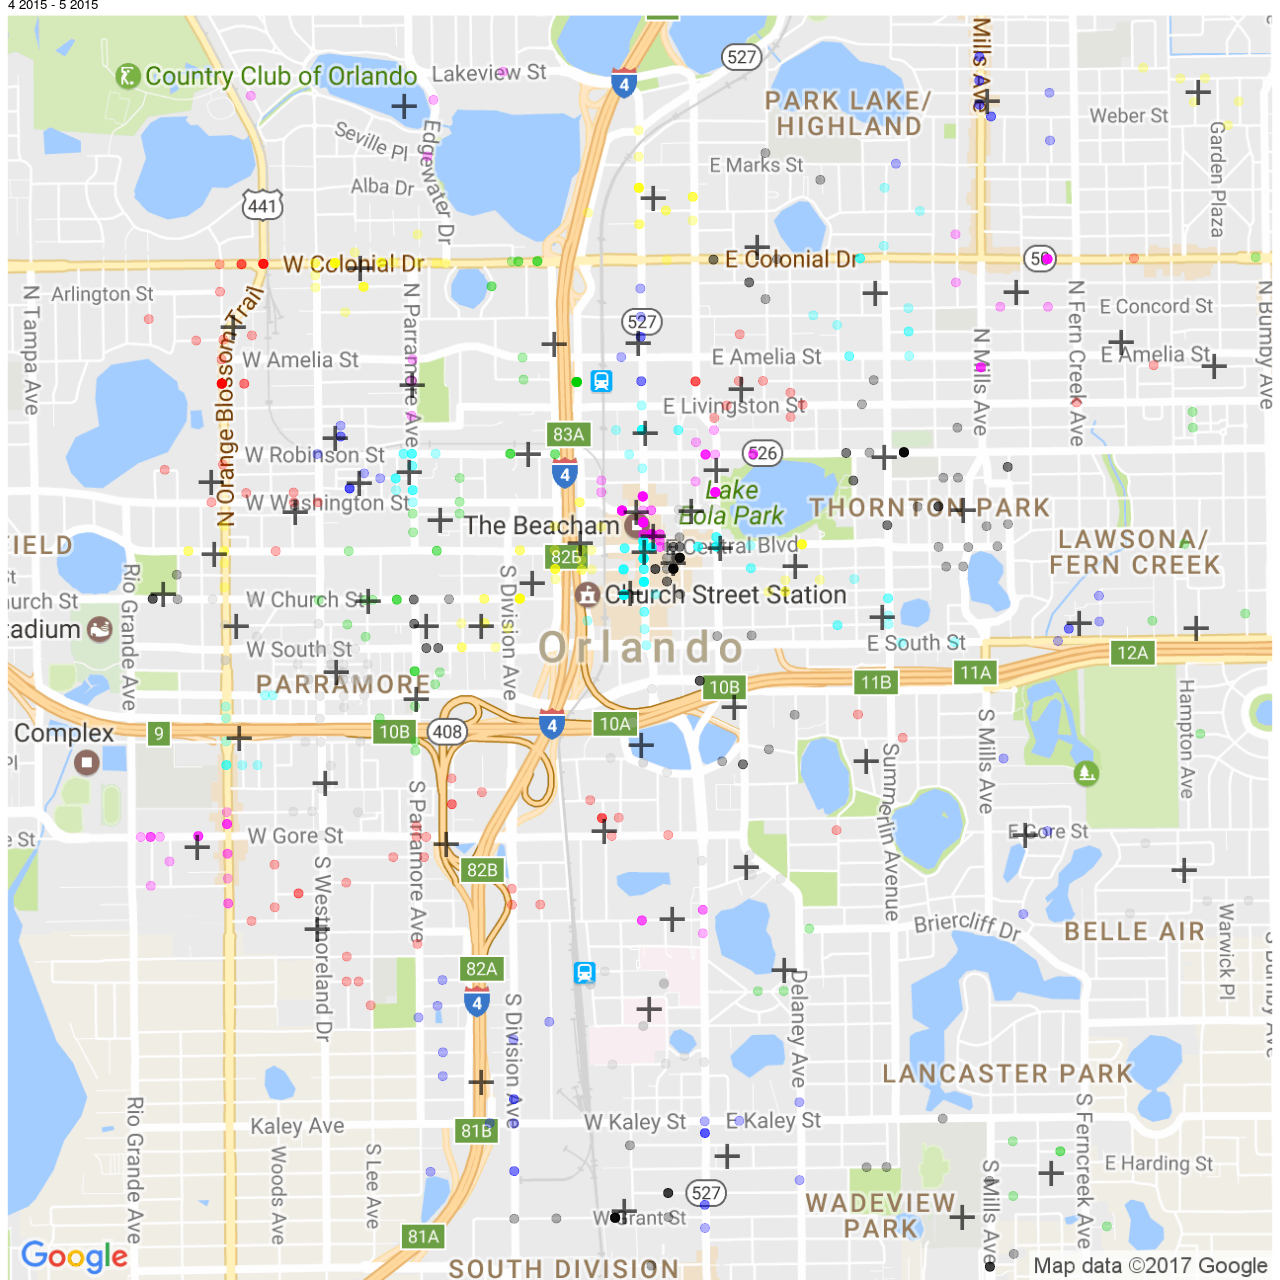 4 2015 - 5 2015
Country Club of Orlando
Lakeview St
4
527
Mills Ave
PARK LAKE/
HIGHLAND
Weber St
Garden Plaza
Seville Pl
Edgewater Dr
Alba Dr
E Marks St
441
W Colonial Dr
E Colonial Dr
50
N Tampa Ave
Arlington St
N Orange Blossom Trail
N Parramore Ave
527
N Mills Ave
N Fern Creek Ave
E Concord St
N Bumby Ave
W Amelia St
E Amelia St
E Amelia St
E Livingston St
83A
W Robinson St
526
4
W Washington St
Lake
Eola Park
THORNTON PARK
The Beacham
FIELD
82B
E Central Blvd
LAWSONA/
FERN CREEK
Rio Grande Ave
S Division Ave
W Church St
Church Street Station
W South St
Orlando
E South St
12A
PARRAMORE
10B
11B
11A
Complex
9
10B
408
4
10A
S Mills Ave
Hampton Ave
Summerlin Avenue
S Parramore Ave
W Gore St
E Gore St
S Westmoreland Dr
82B
Briercliff Dr
BELLE AIR
Warwick Pl
S Bumby Ave
82A
4
S Division Ave
Delaney Ave
LANCASTER PARK
Rio Grande Ave
Kaley Ave
81B
W Kaley St
E Kaley St
S Ferncreek Ave
Woods Ave
S Lee Ave
S Mills Ave
E Harding St
527
WADEVIEW
PARK
W Grant St
81A
SOUTH DIVISION
Google
Map data ©2017 Google